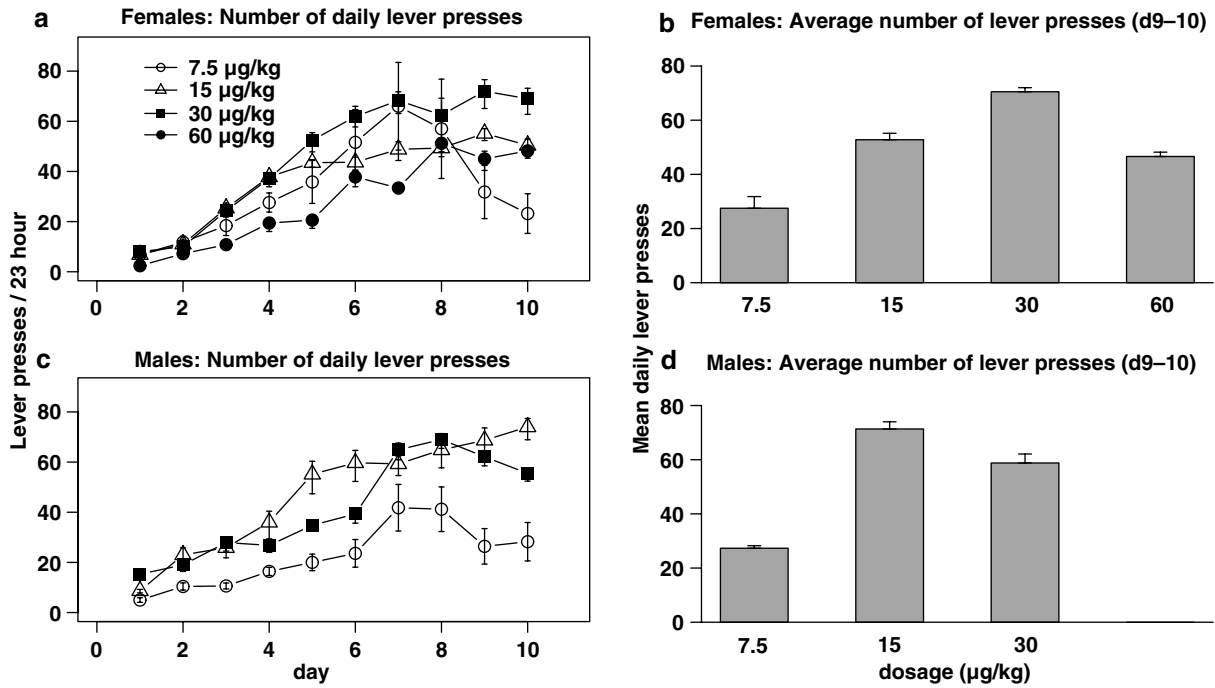 a Females: Number of daily lever presses
80
60
40
20
0
7.5 µg/kg
15 µg/kg
30 µg/kg
60 µg/kg
0 2 4 6 8 10
b Females: Average number of lever presses (d9–10)
80
60
40
20
0
7.5 15 30 60
Lever presses / 23 hour
c Males: Number of daily lever presses
80
60
40
20
0
0 2 4 6 8 10
day
Mean daily lever presses
d Males: Average number of lever presses (d9–10)
80
60
40
20
0
7.5 15 30
dosage (µg/kg)